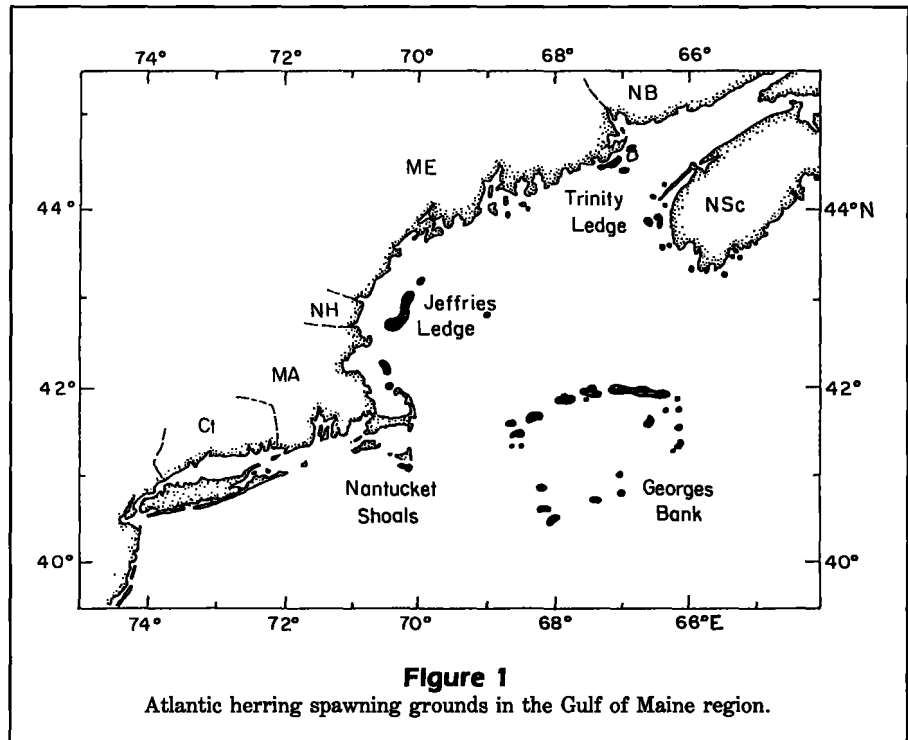 74° 72° 70° 68° 66°
NB
ME
Trinity
Ledge
NSc
44° 44°N
NH
Jeffries
Ledge
42° MA 42°
Ct
Nantucket
Shoals
Georges
Bank
40° 40°
74° 72° 70° 68° 66°E
Figure 1
Atlantic herring spawning grounds in the Gulf of Maine region.